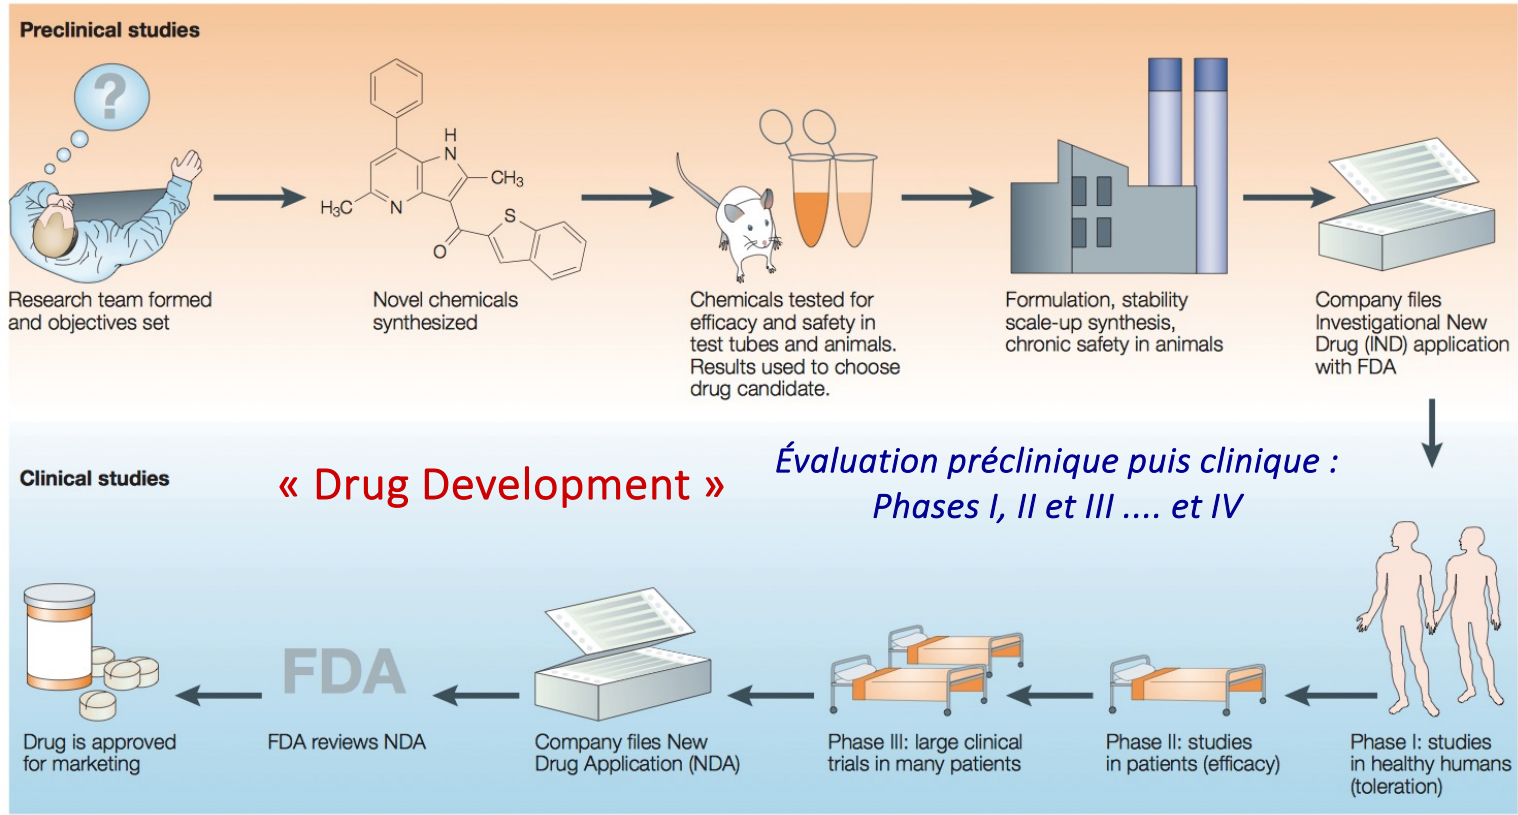 Preclinical studies
?
H
N
CH3
H3C
N
S
O
Research team formed
and objectives set
Novel chemicals
synthesized
Chemicals tested for
efficacy and safety in
test tubes and animals.
Results used to choose
drug candidate.
Formulation, stability
scale-up synthesis,
chronic safety in animals
Company files
Investigational New
Drug (IND) application
with FDA
Clinical studies
« Drug Development »
Évaluation préclinique puis clinique :
Phases I, II et III .... et IV
FDA
Drug is approved
for marketing
FDA reviews NDA
Company files New
Drug Application (NDA)
Phase III: large clinical
trials in many patients
Phase II: studies
in patients (efficacy)
Phase I: studies
in healthy humans
(toleration)